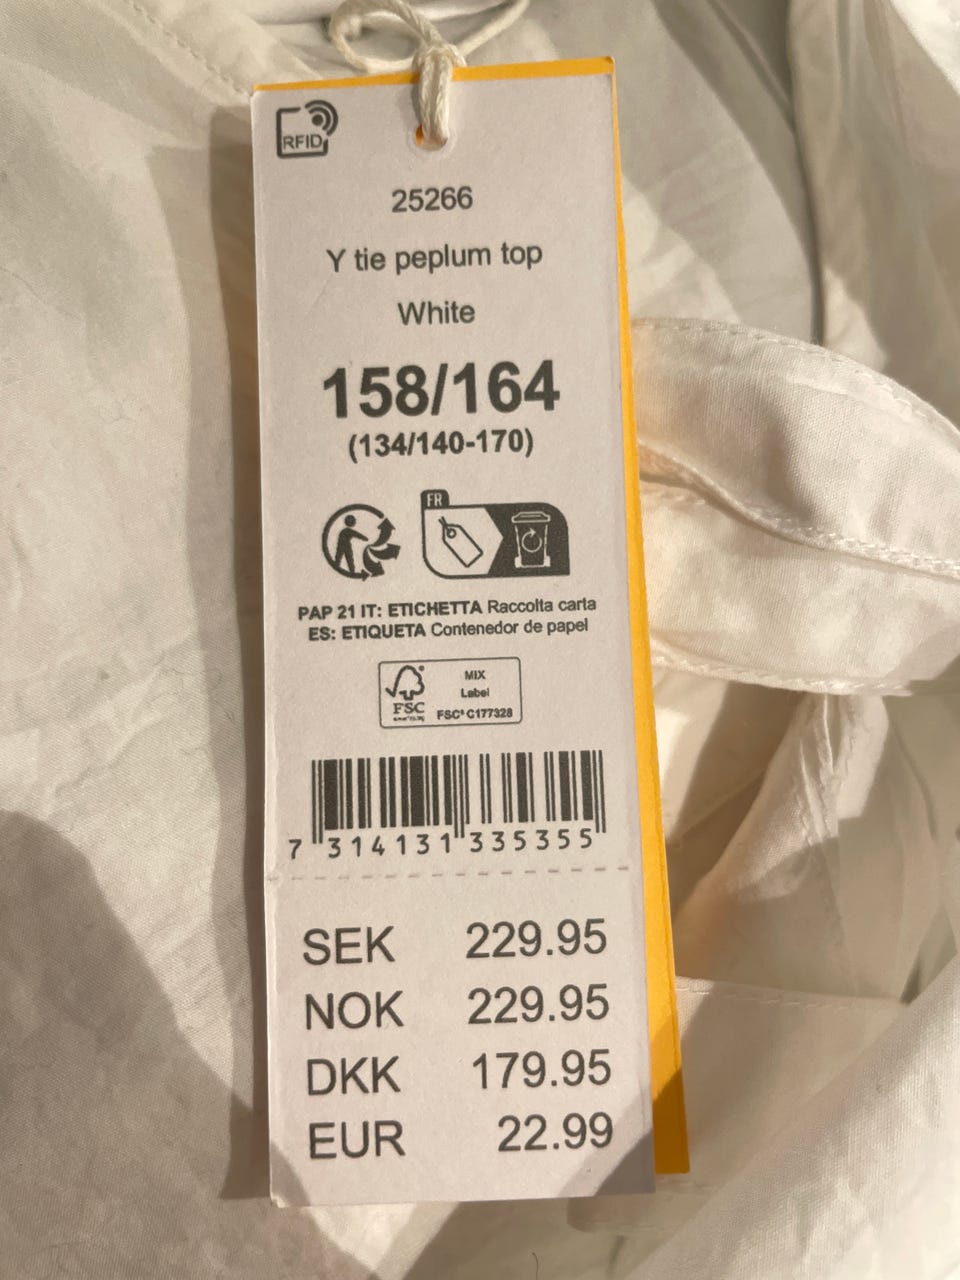 RFID
25266
Y tie peplum top
White
158/164
(134/140-170)
FR
PAP 21 IT: ETICHETTA Raccolta carta
ES: ETIQUETA Contenedor de papel
MIX
Label
FSC
FSC® C177328
7 314131 335355
SEK 229.95
NOK 229.95
DKK 179.95
EUR 22.99